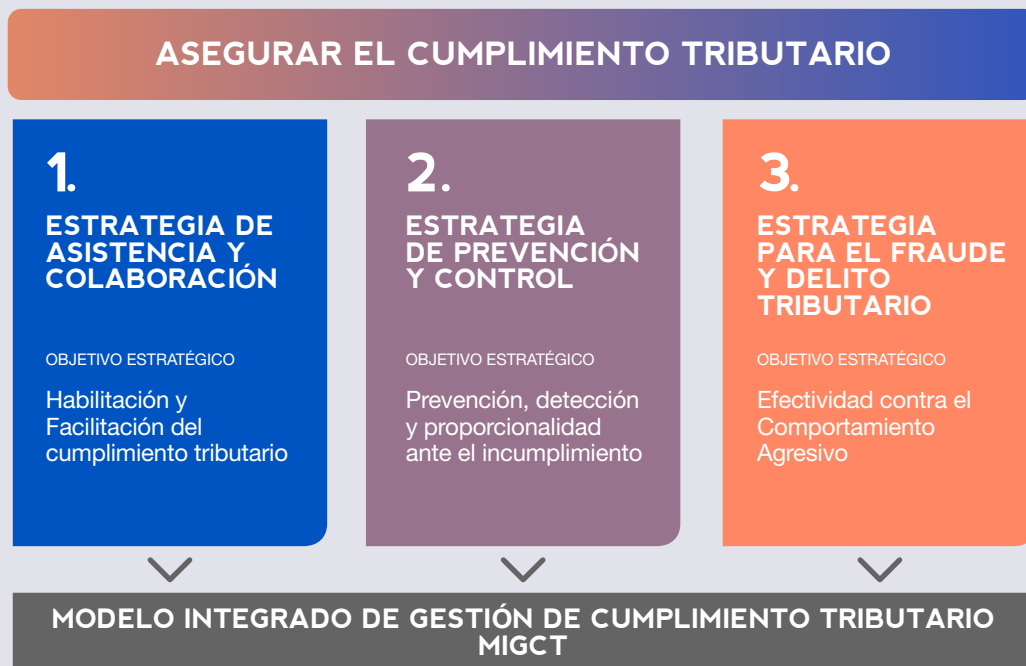 ASEGURAR EL CUMPLIMIENTO TRIBUTARIO
1.
ESTRATEGIA DE
ASISTENCIA Y
COLABORACIÓN
OBJETIVO ESTRATÉGICO
Habilitación y
Facilitación del
cumplimiento tributario
2.
ESTRATEGIA
DE PREVENCIÓN
Y CONTROL
OBJETIVO ESTRATÉGICO
Prevención, detección
y proporcionalidad
ante el incumplimiento
3.
ESTRATEGIA
PARA EL FRAUDE
Y DELITO
TRIBUTARIO
OBJETIVO ESTRATÉGICO
Efectividad contra el
Comportamiento
Agresivo
MODELO INTEGRADO DE GESTIÓN DE CUMPLIMIENTO TRIBUTARIO
MIGCT